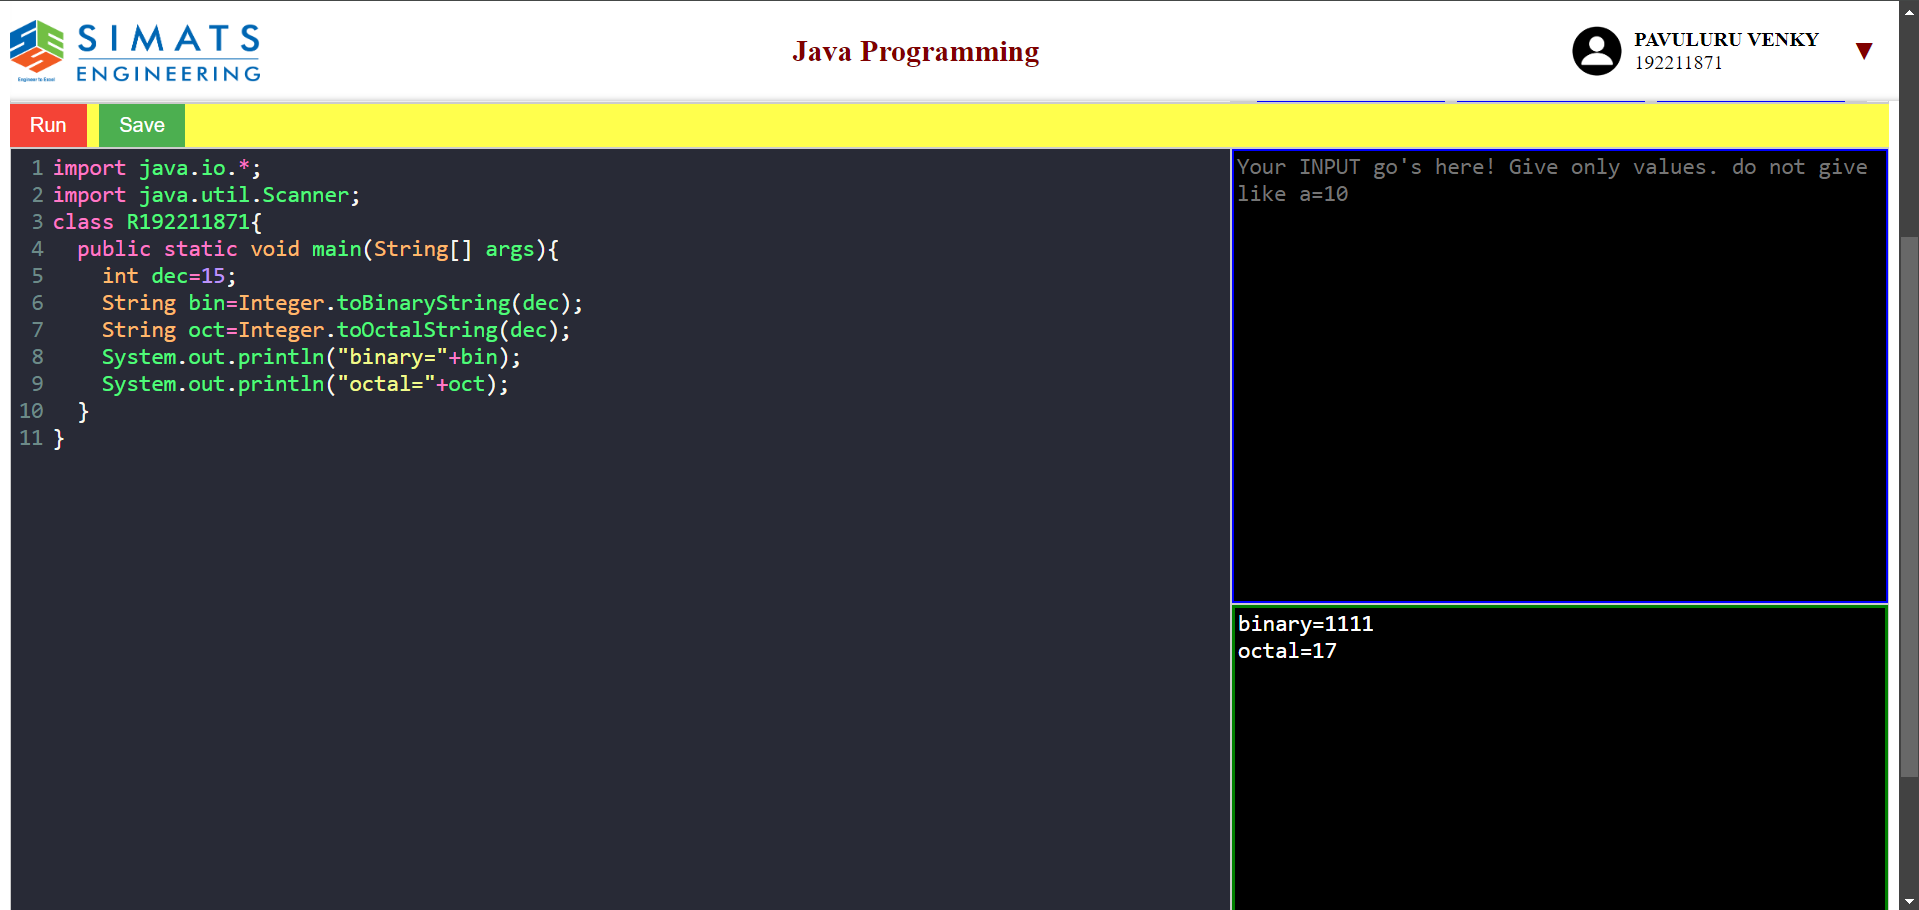 SIMATS
ENGINEERING
Engineer to Excel
Java Programming
PAVULURU VENKY
192211871
▼
Run
Save
1 import java.io.*;
2 import java.util.Scanner;
3 class R192211871{
4   public static void main(String[] args){
5     int dec=15;
6     String bin=Integer.toBinaryString(dec);
7     String oct=Integer.toOctalString(dec);
8     System.out.println("binary="+bin);
9     System.out.println("octal="+oct);
10   }
11 }
Your INPUT go's here! Give only values. do not give
like a=10
binary=1111
octal=17